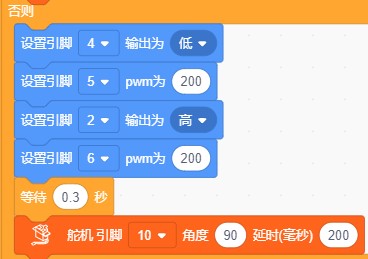 否则
设置引脚 4 输出为 低
设置引脚 5 pwm为 200
设置引脚 2 输出为 高
设置引脚 6 pwm为 200
等待 0.3 秒
舵机 引脚 10 角度 90 延时(毫秒) 200